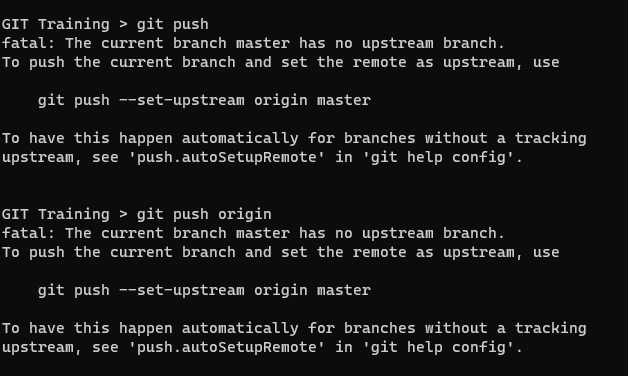 GIT Training > git push
fatal: The current branch master has no upstream branch.
To push the current branch and set the remote as upstream, use
    git push --set-upstream origin master
To have this happen automatically for branches without a tracking
upstream, see 'push.autoSetupRemote' in 'git help config'.
GIT Training > git push origin
fatal: The current branch master has no upstream branch.
To push the current branch and set the remote as upstream, use
    git push --set-upstream origin master
To have this happen automatically for branches without a tracking
upstream, see 'push.autoSetupRemote' in 'git help config'.